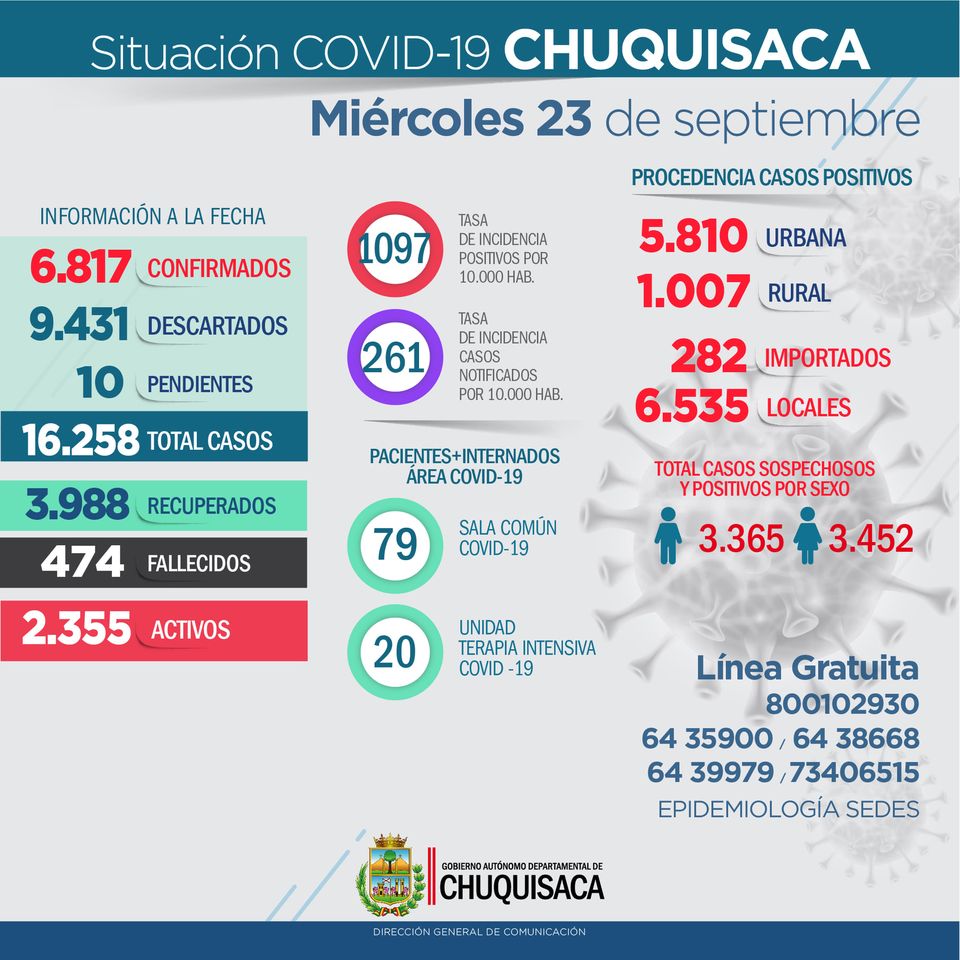 Situación COVID-19 CHUQUISACA
Miércoles 23 de septiembre
INFORMACIÓN A LA FECHA
6.817 CONFIRMADOS
9.431 DESCARTADOS
10 PENDIENTES
16.258 TOTAL CASOS
3.988 RECUPERADOS
474 FALLECIDOS
2.355 ACTIVOS
1097
TASA
DE INCIDENCIA
POSITIVOS POR
10.000 HAB.
261
TASA
DE INCIDENCIA
CASOS
NOTIFICADOS
POR 10.000 HAB.
PACIENTES+INTERNADOS
ÁREA COVID-19
79
SALA COMÚN
COVID-19
20
UNIDAD
TERAPIA INTENSIVA
COVID -19
PROCEDENCIA CASOS POSITIVOS
5.810 URBANA
1.007 RURAL
282 IMPORTADOS
6.535 LOCALES
TOTAL CASOS SOSPECHOSOS
Y POSITIVOS POR SEXO
3.365 3.452
Línea Gratuita
800102930
64 35900 / 64 38668
64 39979 / 73406515
EPIDEMIOLOGÍA SEDES
GOBIERNO AUTÓNOMO DEPARTAMENTAL DE
CHUQUISACA
DIRECCIÓN GENERAL DE COMUNICACIÓN